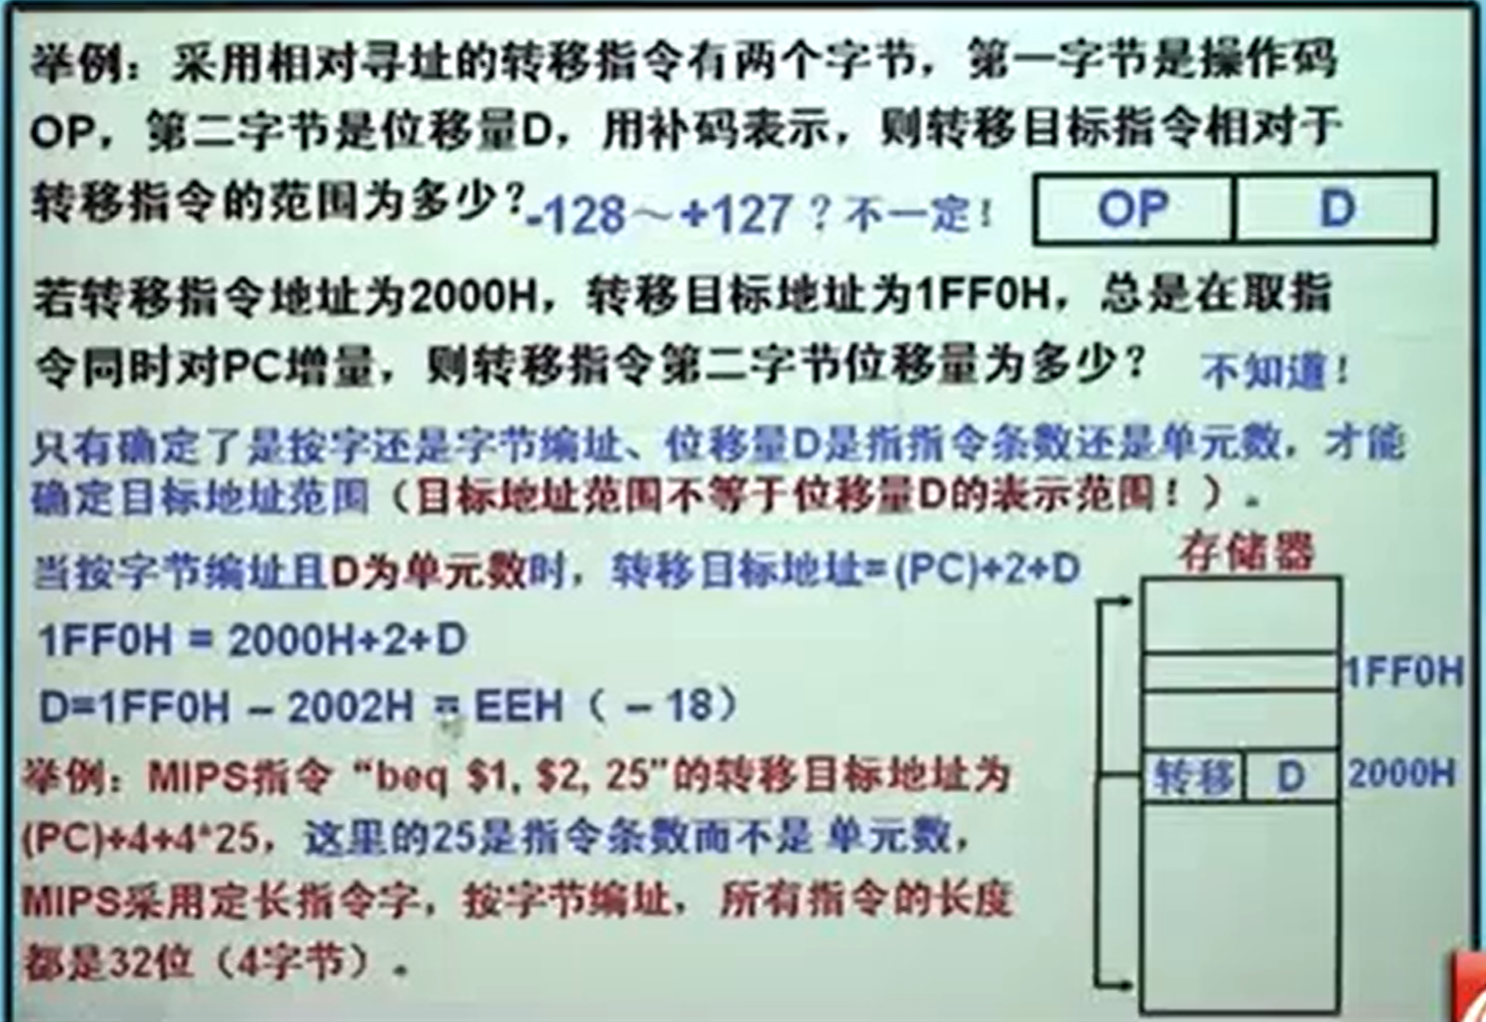 举例：采用相对寻址的转移指令有两个字节，第一字节是操作码
OP，第二字节是位移量D，用补码表示，则转移目标指令相对于
转移指令的范围为多少？-128～+127？不一定！
OP D
若转移指令地址为2000H，转移目标地址为1FF0H，总是在取指
令同时对PC增量，则转移指令第二字节位移量为多少？ 不知道！
只有确定了是按字还是字节编址、位移量D是指指令条数还是单元数，才能
确定目标地址范围（目标地址范围不等于位移量D的表示范围！）。
当按字节编址且D为单元数时，转移目标地址=(PC)+2+D
1FF0H = 2000H+2+D
D=1FF0H – 2002H = EEH（ – 18）
存储器
1FF0H
转移 D 2000H
举例：MIPS指令“beq $1, $2, 25”的转移目标地址为
(PC)+4+4*25，这里的25是指令条数而不是 单元数，
MIPS采用定长指令字，按字节编址，所有指令的长度
都是32位（4字节）。